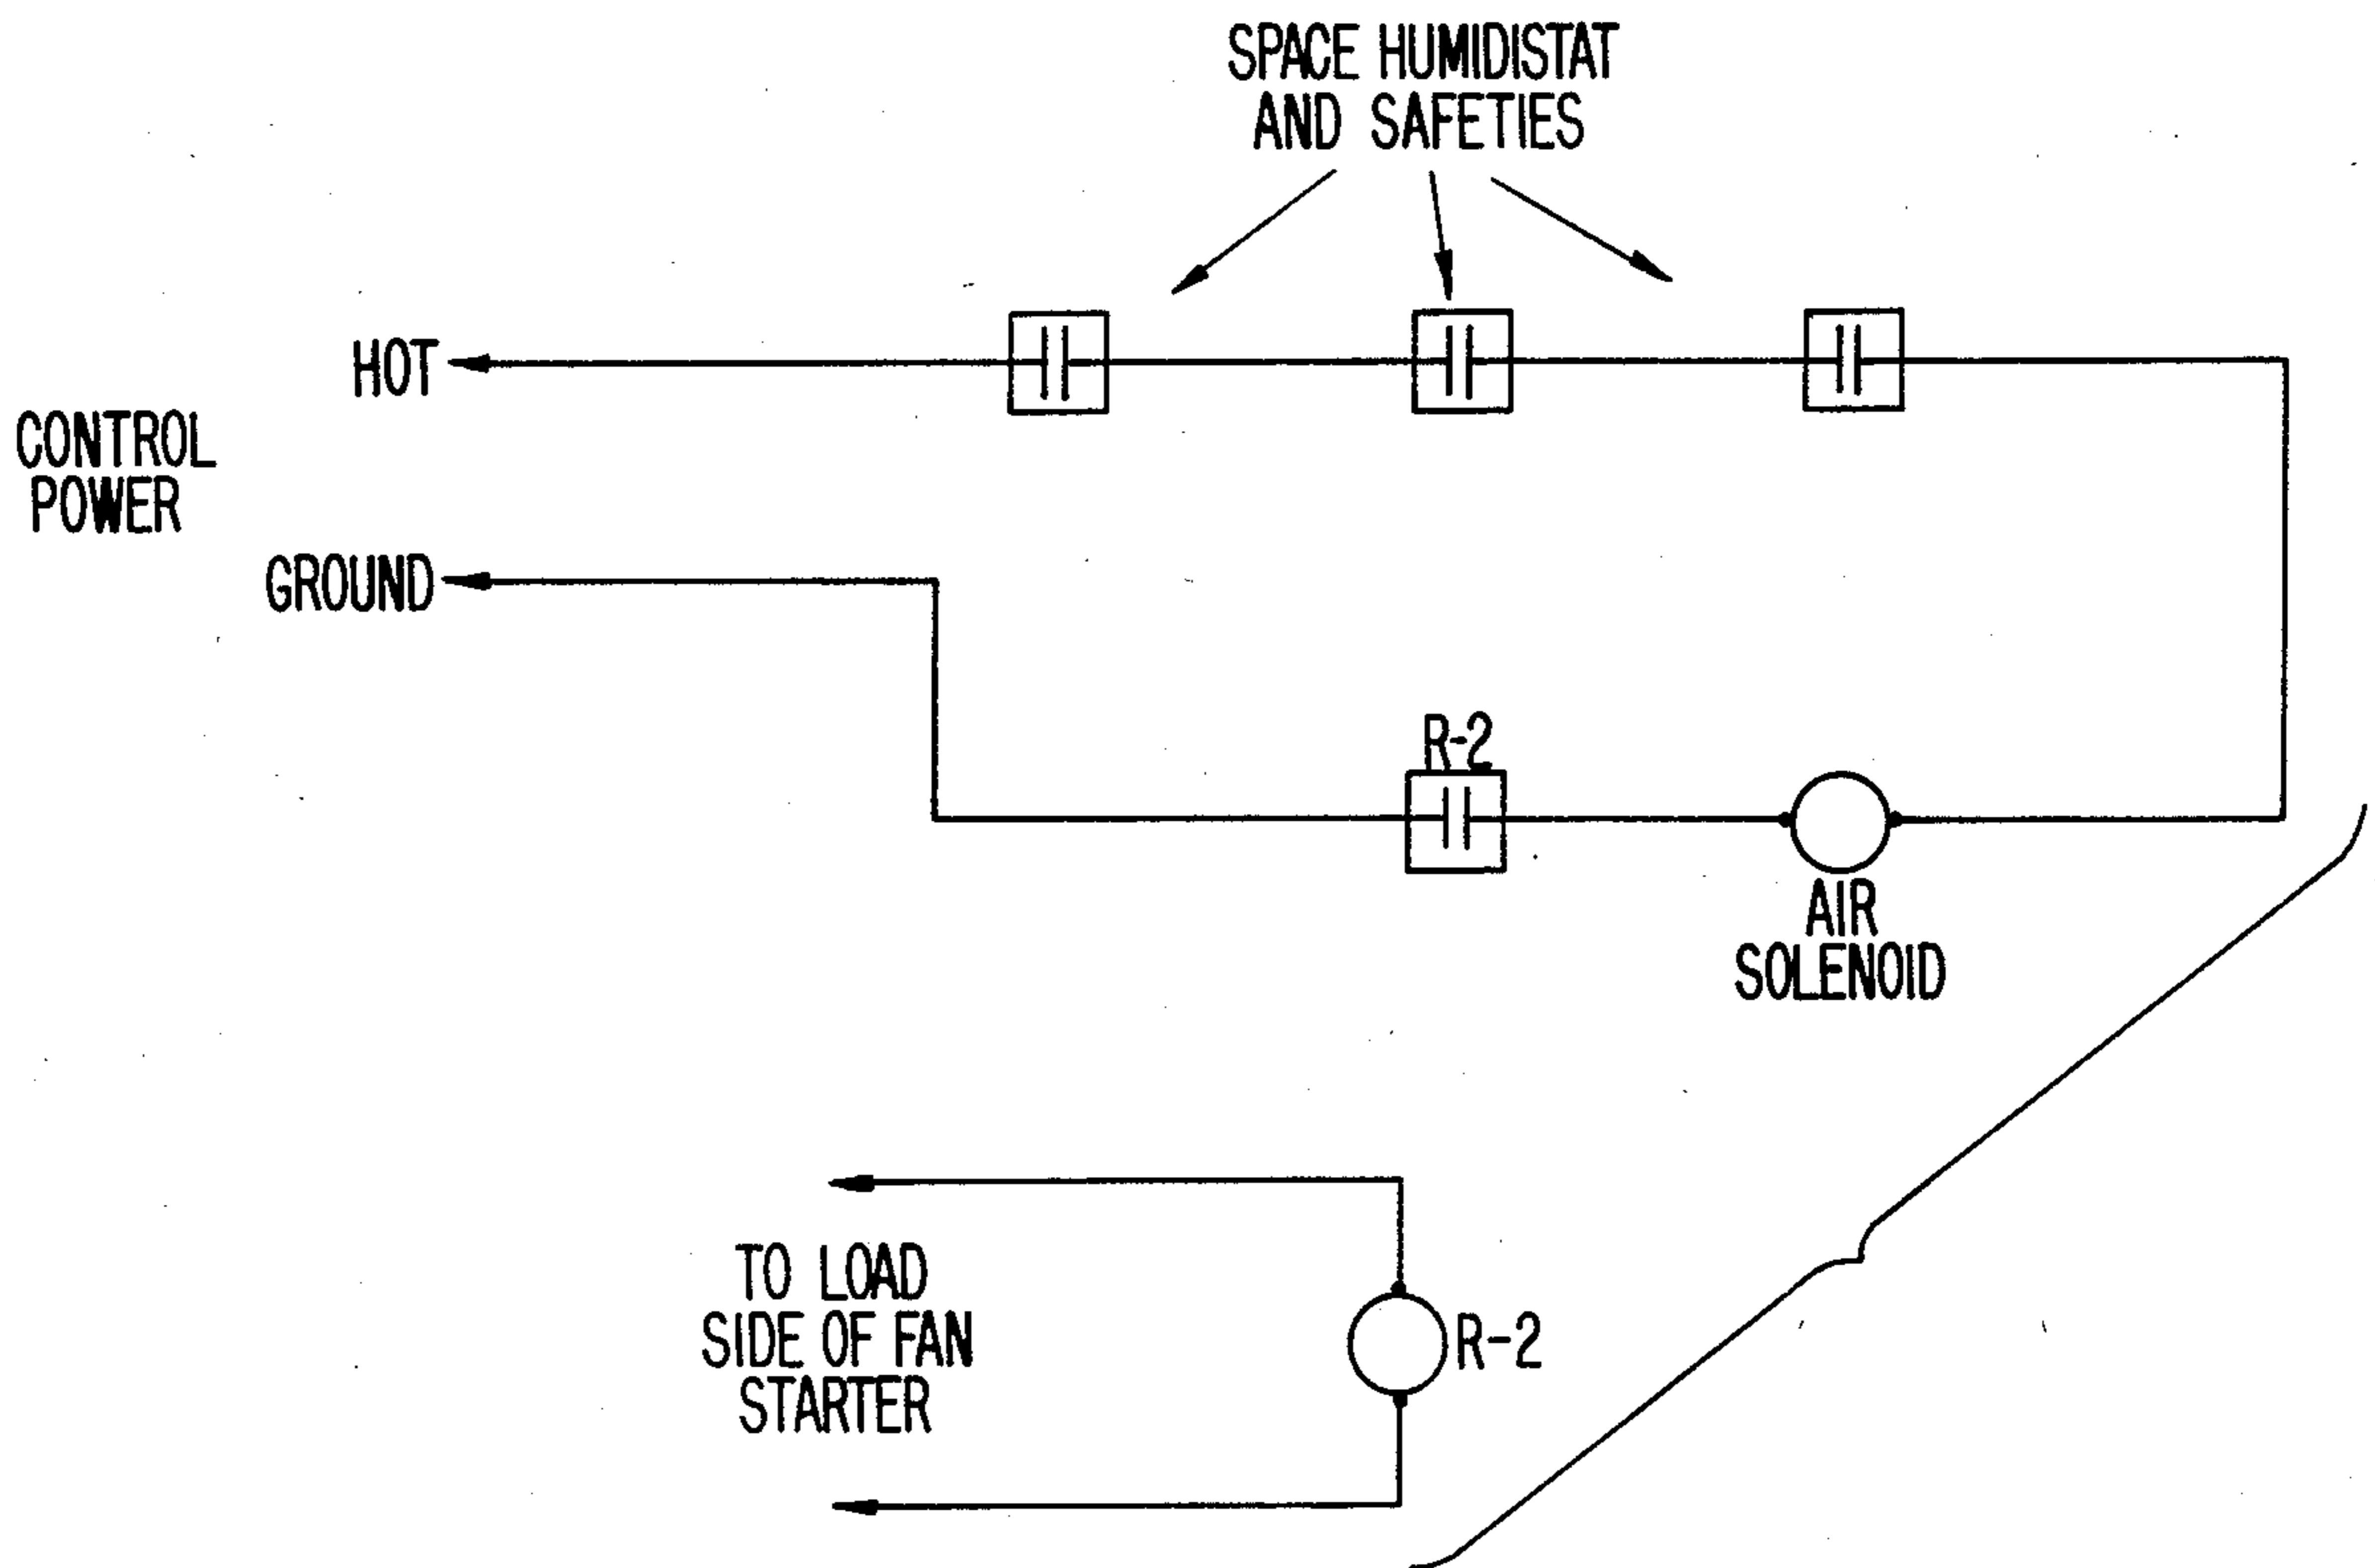 SPACE HUMIDISTAT
AND SAFETIES
HOT
CONTROL
POWER
GROUND
R-2
AIR
SOLENOID
TO LOAD
SIDE OF FAN
STARTER
R-2